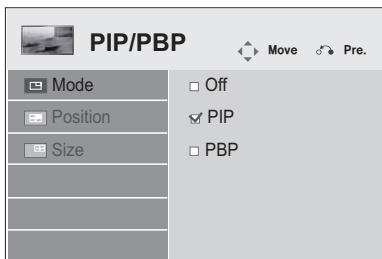 PIP/PBP
Move Pre.
Mode
Position
Size
Off
PIP
PBP